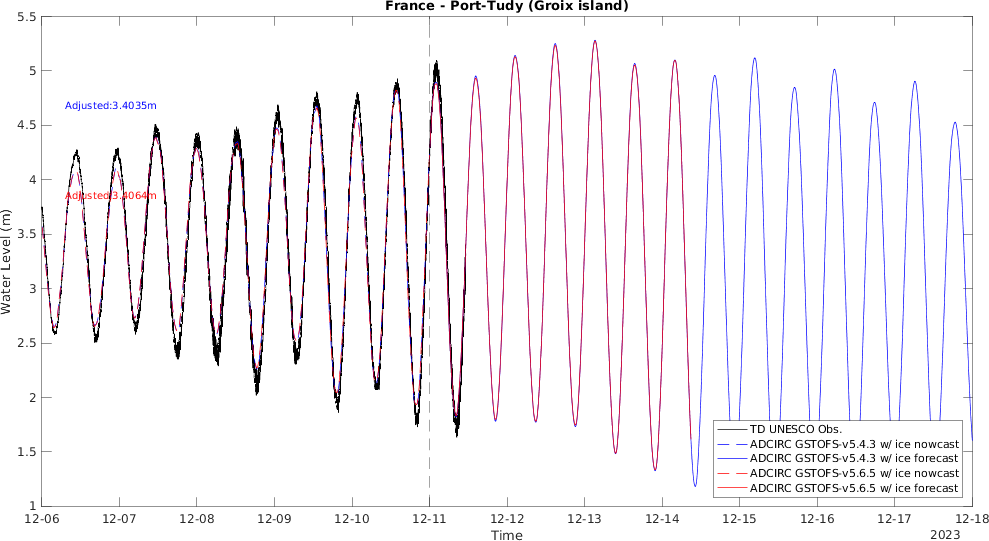 France - Port-Tudy (Groix island)
5.5
5
4.5
4
3.5
3
2.5
2
1.5
1
Water Level (m)
Adjusted:3.4035m
Adjusted:3.4064m
TD UNESCO Obs.
ADCIRC GSTOFS-v5.4.3 w/ ice nowcast
ADCIRC GSTOFS-v5.4.3 w/ ice forecast
ADCIRC GSTOFS-v5.6.5 w/ ice nowcast
ADCIRC GSTOFS-v5.6.5 w/ ice forecast
12-06 12-07 12-08 12-09 12-10 12-11 12-12 12-13 12-14 12-15 12-16 12-17 12-18
Time
2023